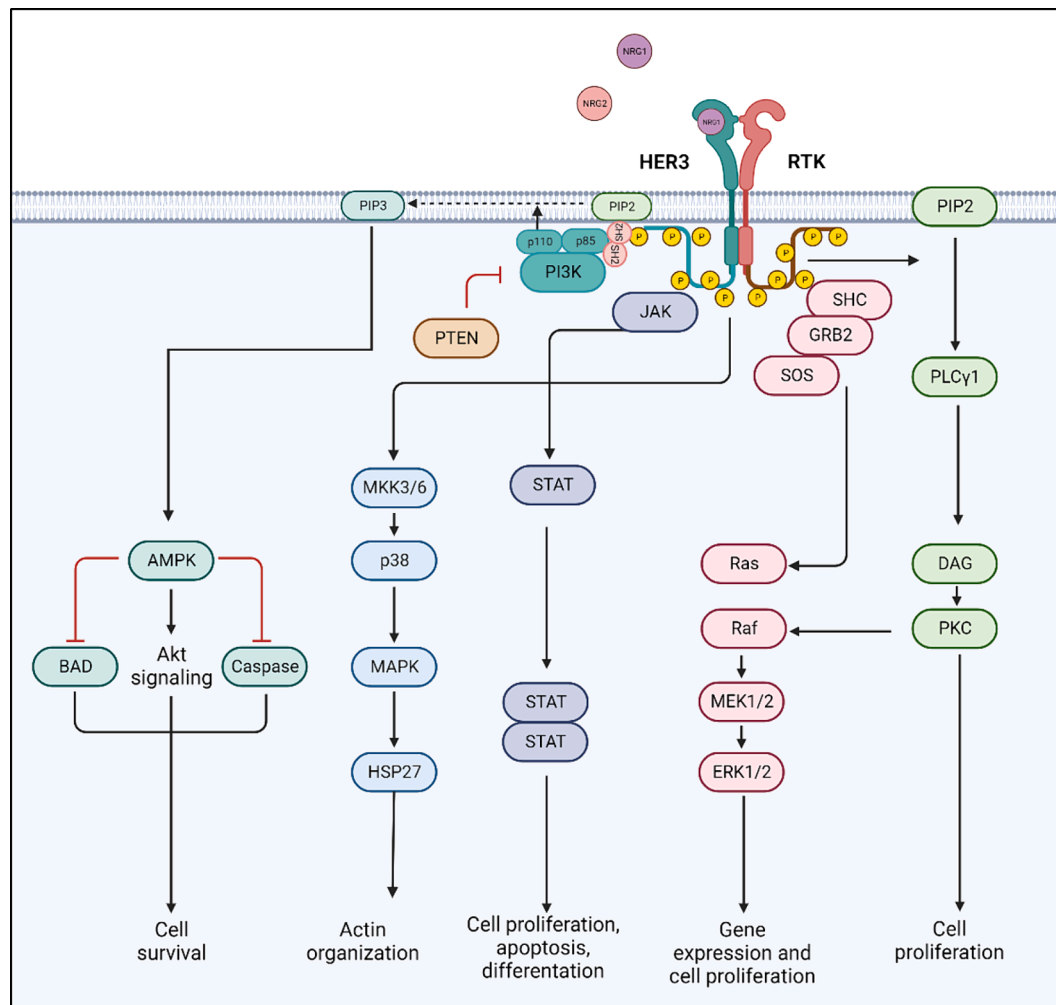 NRG1
NRG2
NRG1
HER3
RTK
PIP3
PIP2
PIP2
p110
p85
SH2
SH2
PI3K
P
P
P
P
P
P
P
P
P
P
P
P
JAK
SHC
GRB2
SOS
PTEN
PLCγ1
MKK3/6
STAT
p38
AMPK
Ras
DAG
Raf
PKC
BAD
Akt
signaling
Caspase
MAPK
STAT
STAT
MEK1/2
HSP27
ERK1/2
Cell
survival
Actin
organization
Cell proliferation,
apoptosis,
differentation
Gene
expression and
cell proliferation
Cell
proliferation